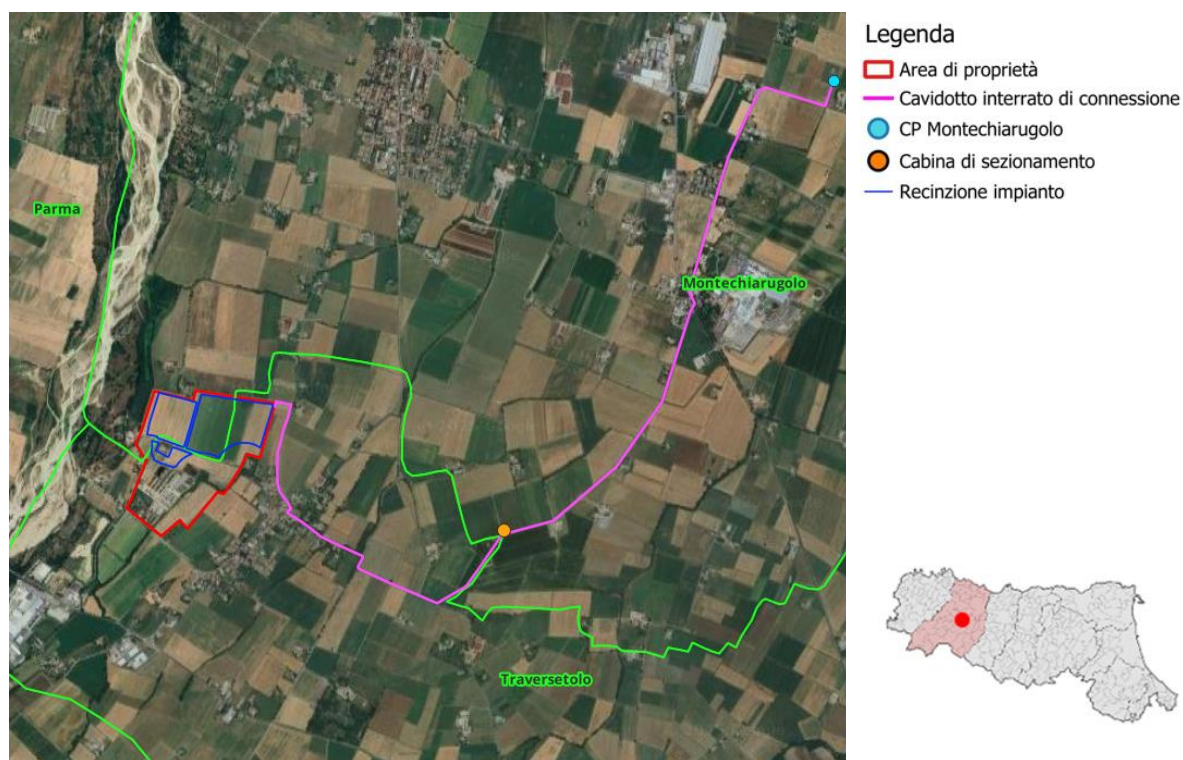 Legenda
Area di proprietà
Cavidotto interrato di connessione
CP Montechiarugolo
Cabina di sezionamento
Recinzione impianto
Parma
Montechiarugolo
Traversetolo